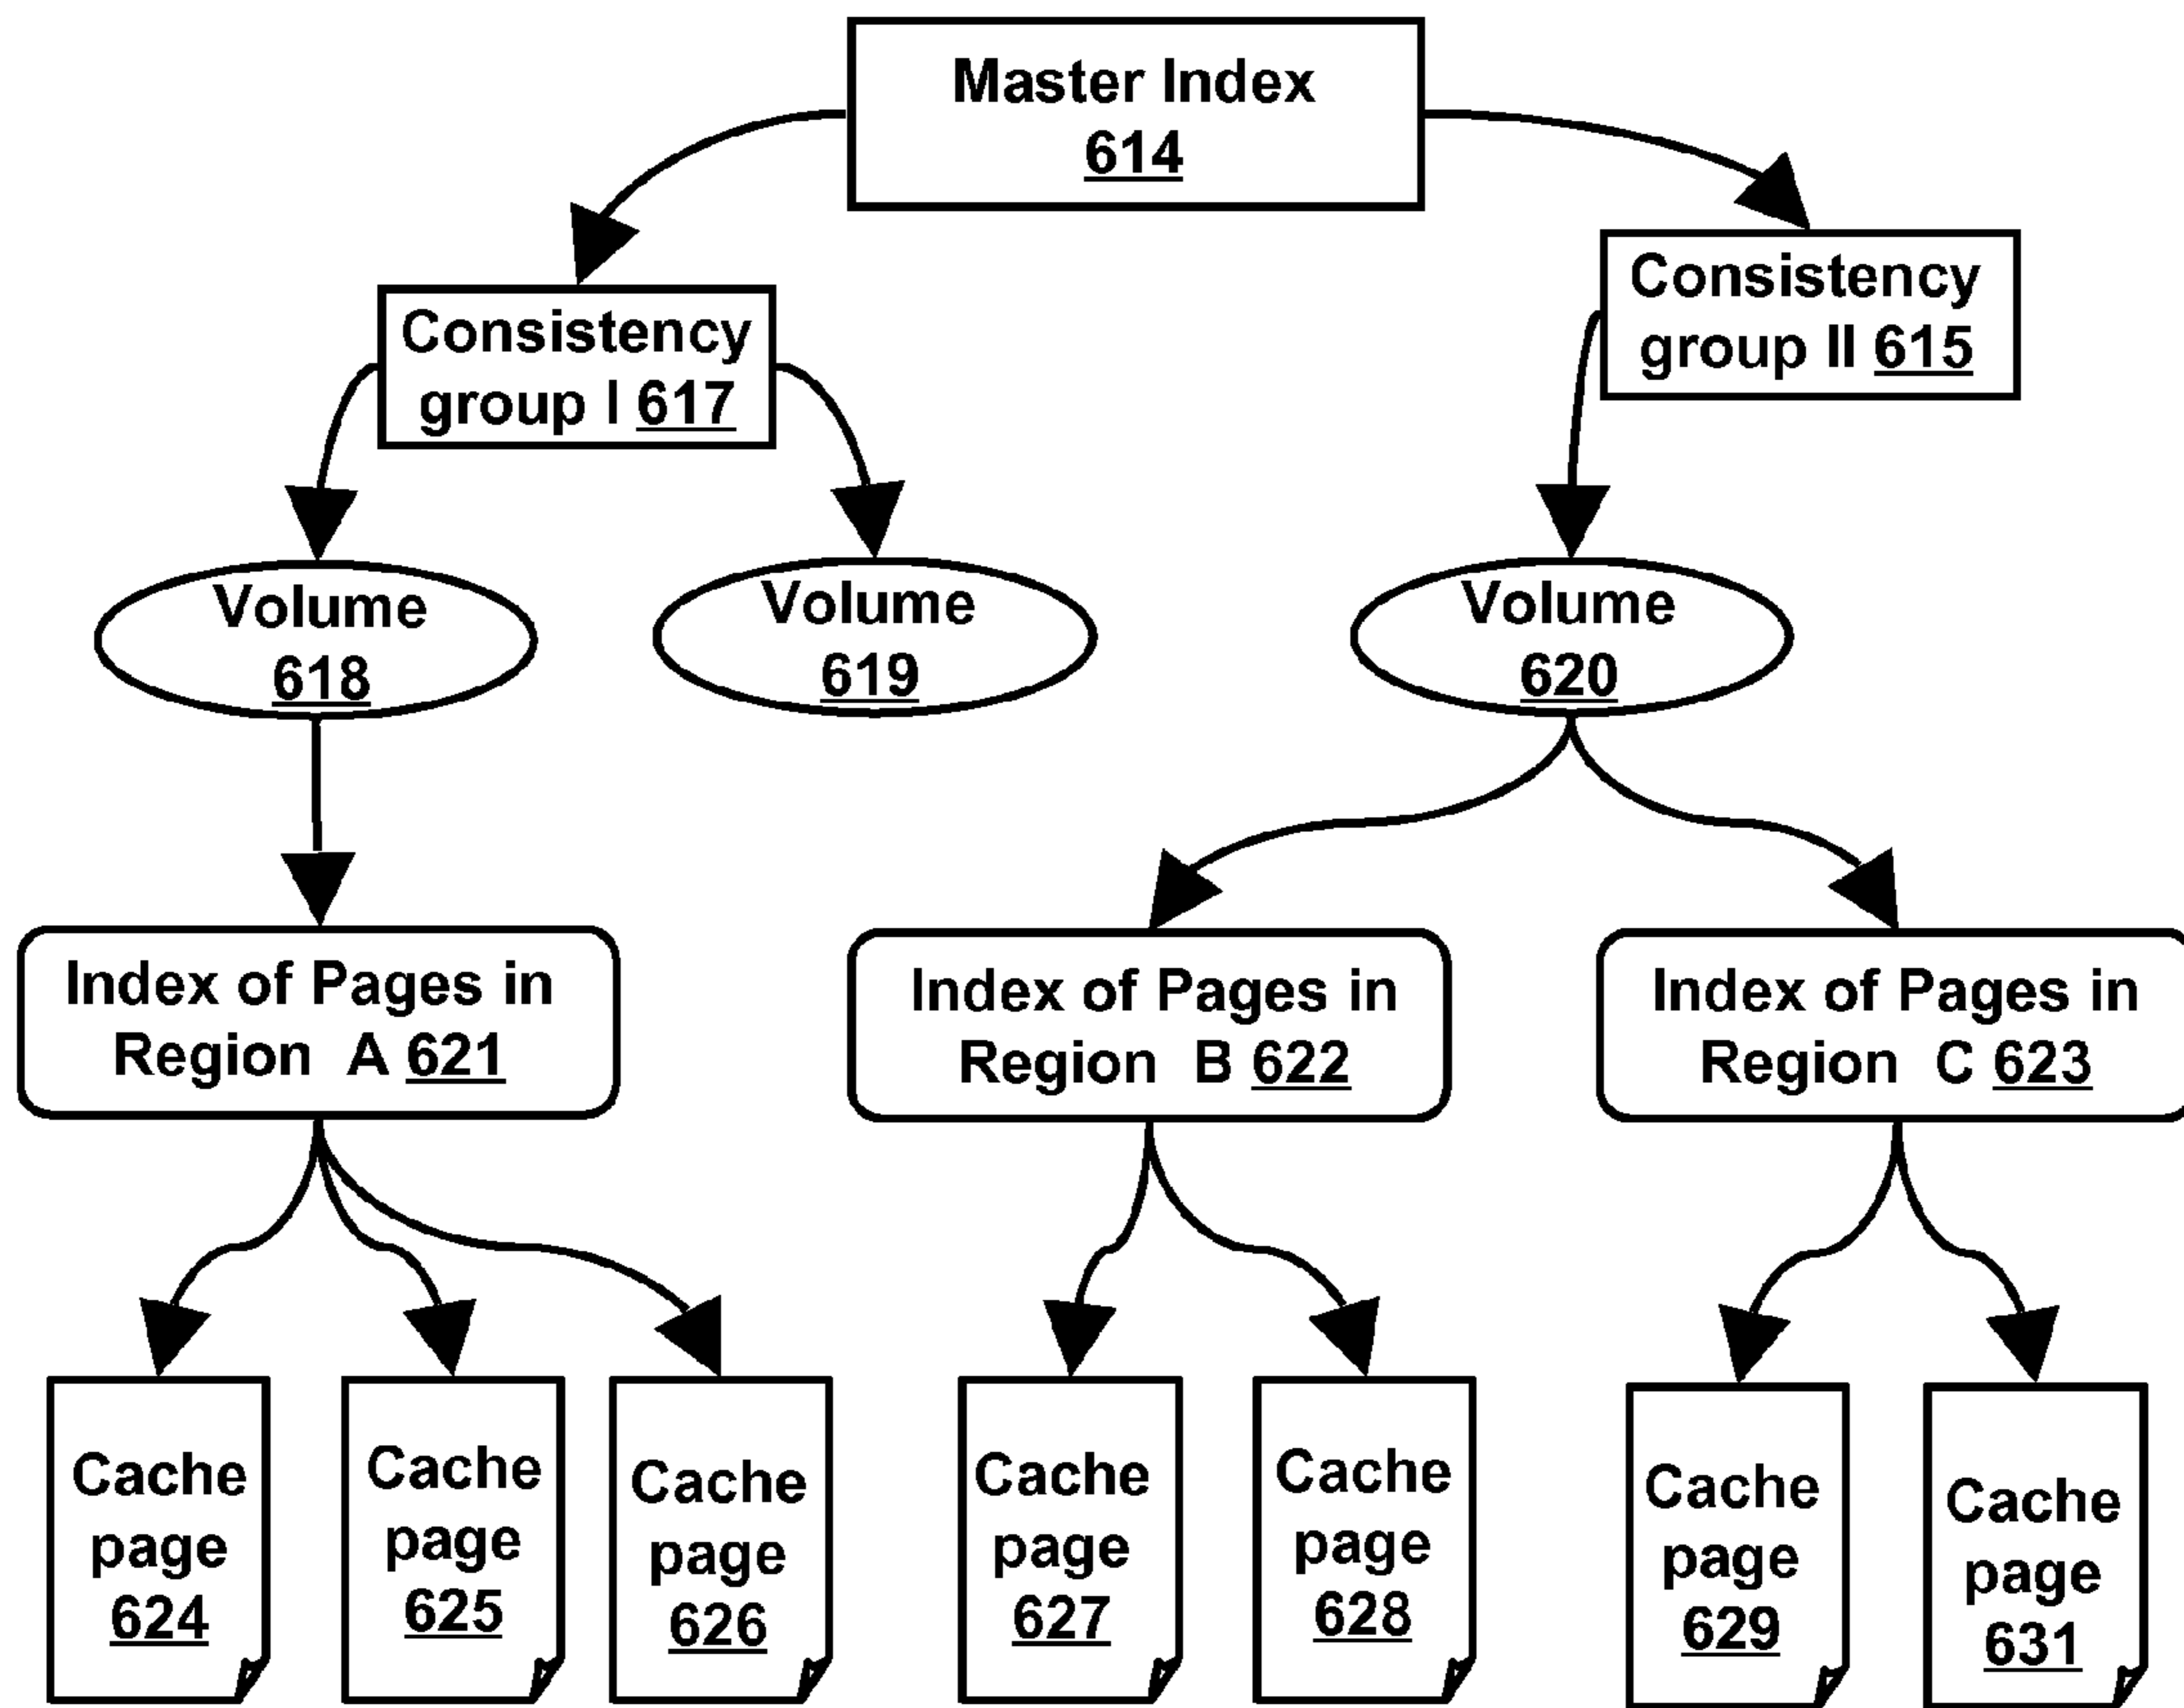 Master Index
614
Consistency
group I 617
Consistency
group II 615
Volume
618
Volume
619
Volume
620
Index of Pages in
Region A 621
Index of Pages in
Region B 622
Index of Pages in
Region C 623
Cache
page
624
Cache
page
625
Cache
page
626
Cache
page
627
Cache
page
628
Cache
page
629
Cache
page
631